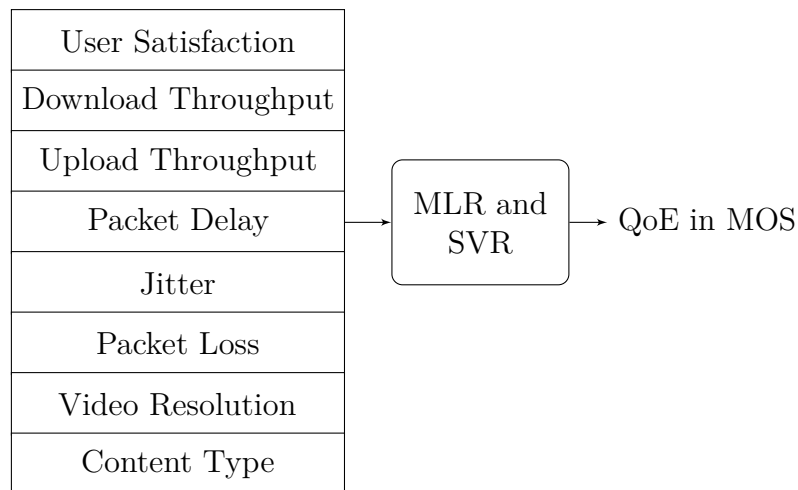 User Satisfaction
Download Throughput
Upload Throughput
Packet Delay
Jitter
Packet Loss
Video Resolution
Content Type
MLR and
SVR
QoE in MOS